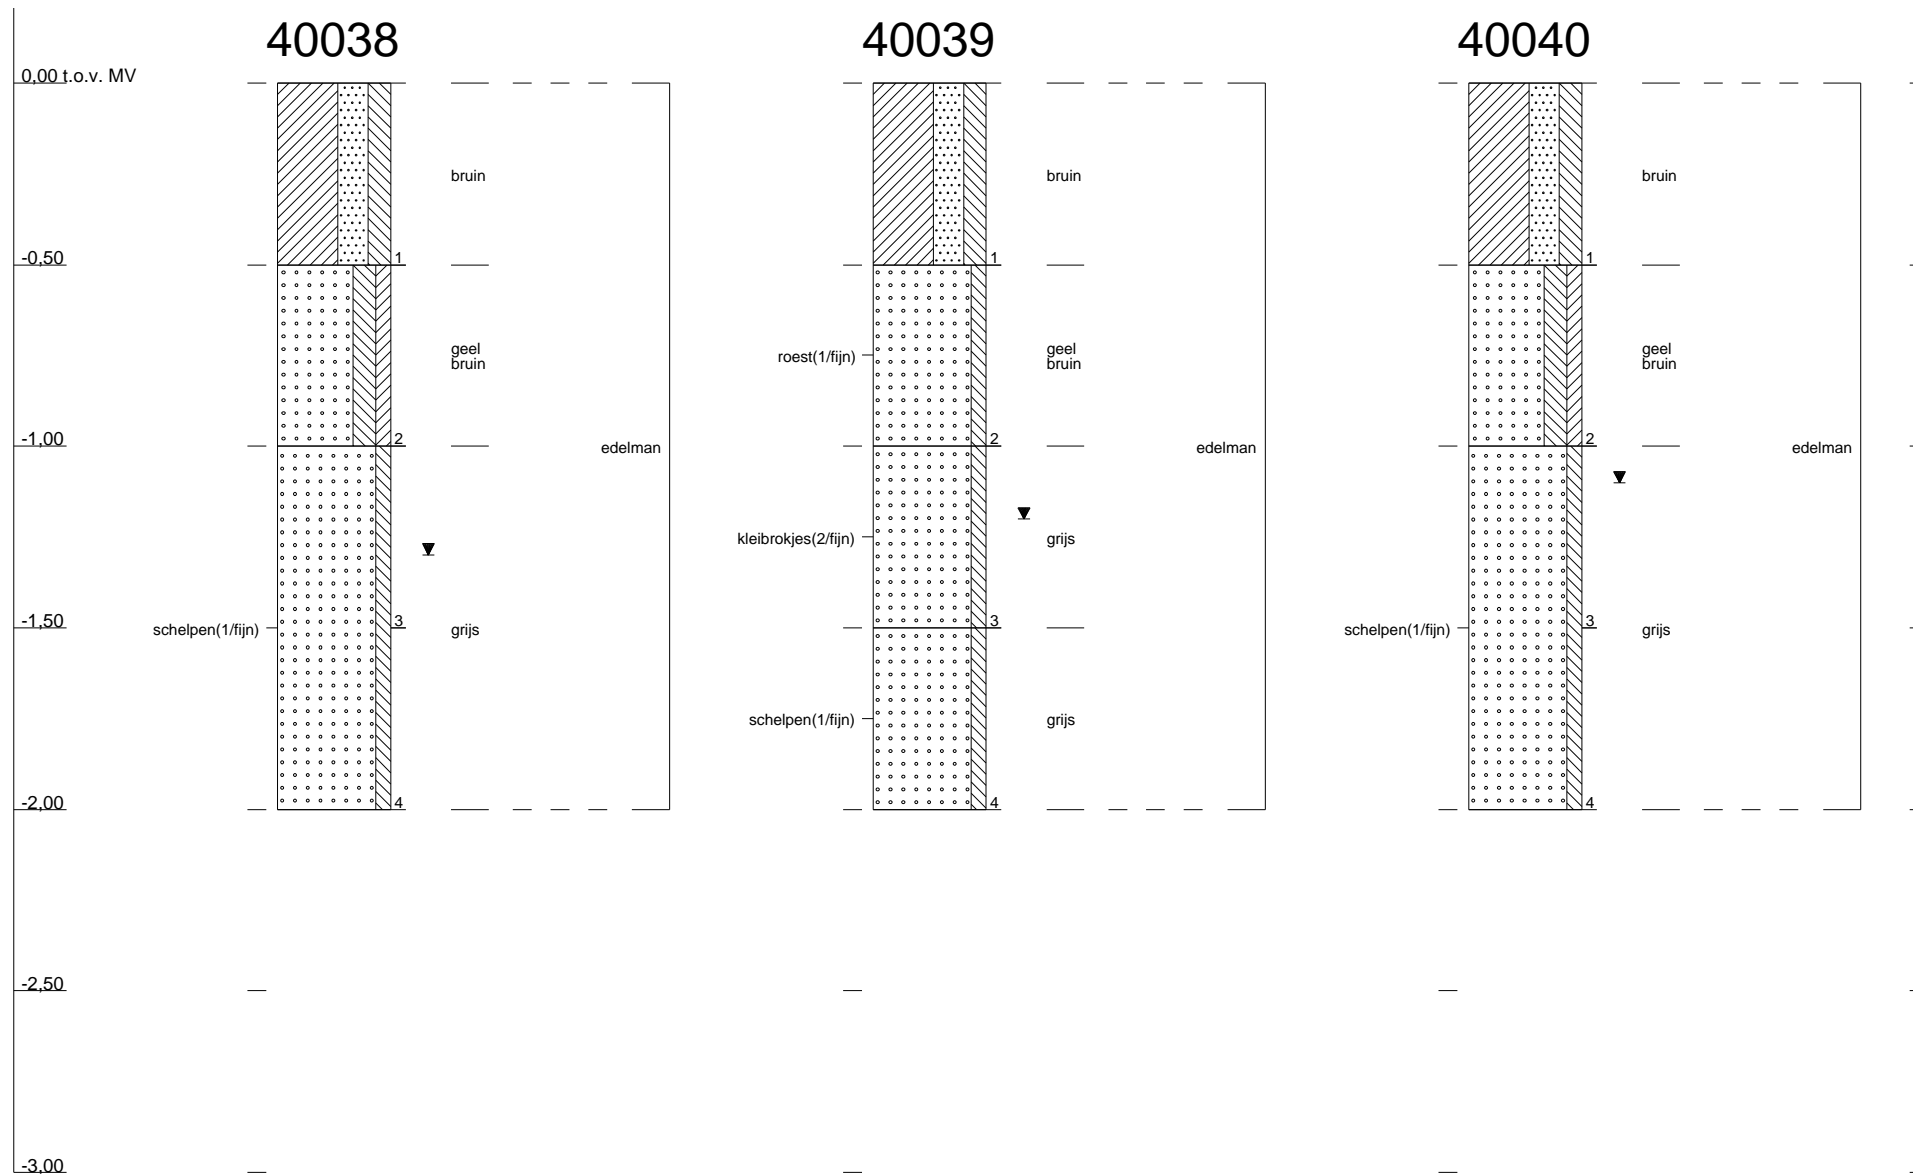 40038
40039
40040
0,00 t.o.v. MV
bruin
bruin
bruin
-0,50
1
1
1
geel
bruin
roest(1/fijn)
geel
bruin
geel
bruin
-1,00
2
edelman
2
edelman
2
edelman
kleibrokjes(2/fijn)
grijs
-1,50
schelpen(1/fijn)
3
grijs
3
schelpen(1/fijn)
3
grijs
schelpen(1/fijn)
grijs
-2,00
4
4
4
-2,50
-3,00